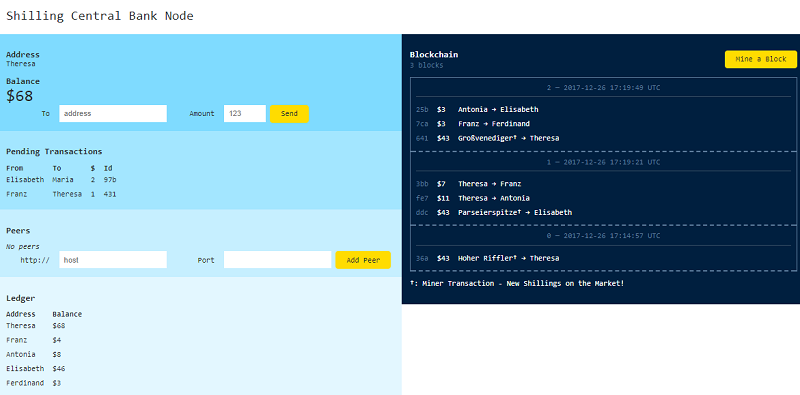 Shilling Central Bank Node
Address
Theresa
Balance
$68
To address Amount 123 Send
Pending Transactions
From To $ Id
Elisabeth Maria 2 97b
Franz Theresa 1 431
Peers
No peers
http:// host Port Add Peer
Ledger
Address Balance
Theresa $68
Franz $4
Antonia $8
Elisabeth $46
Ferdinand $3
Blockchain
3 blocks
Mine a Block
2 — 2017-12-26 17:19:49 UTC
25b $3 Antonia → Elisabeth
7ca $3 Franz → Ferdinand
641 $43 Großvenediger† → Theresa
1 — 2017-12-26 17:19:21 UTC
3bb $7 Theresa → Franz
fe7 $11 Theresa → Antonia
ddc $43 Parseierspitze† → Elisabeth
0 — 2017-12-26 17:14:57 UTC
36a $43 Hoher Riffler† → Theresa
†: Miner Transaction - New Shillings on the Market!